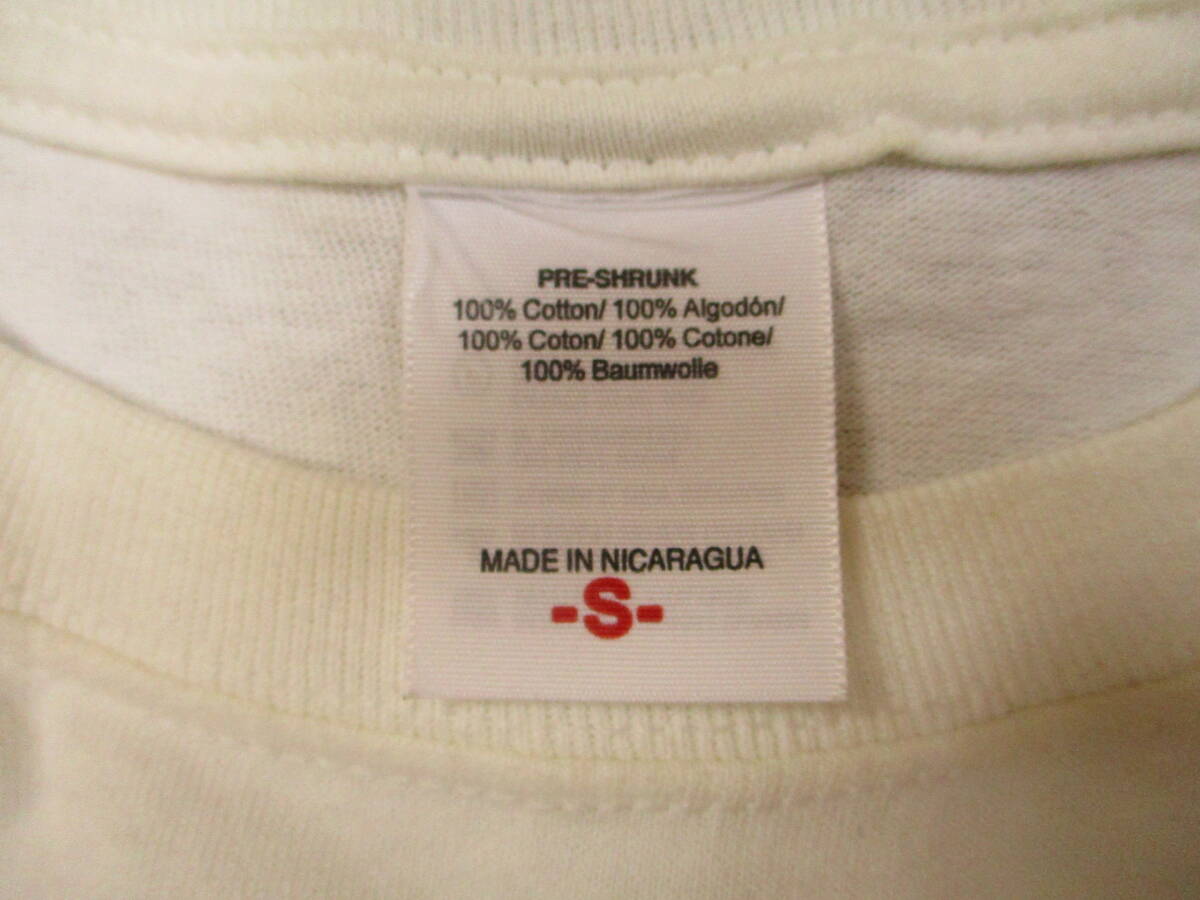 PRE-SHRUNK
100% Cotton/ 100% Algodón/
100% Coton/ 100% Cotone/
100% Baumwolle
MADE IN NICARAGUA
-S-